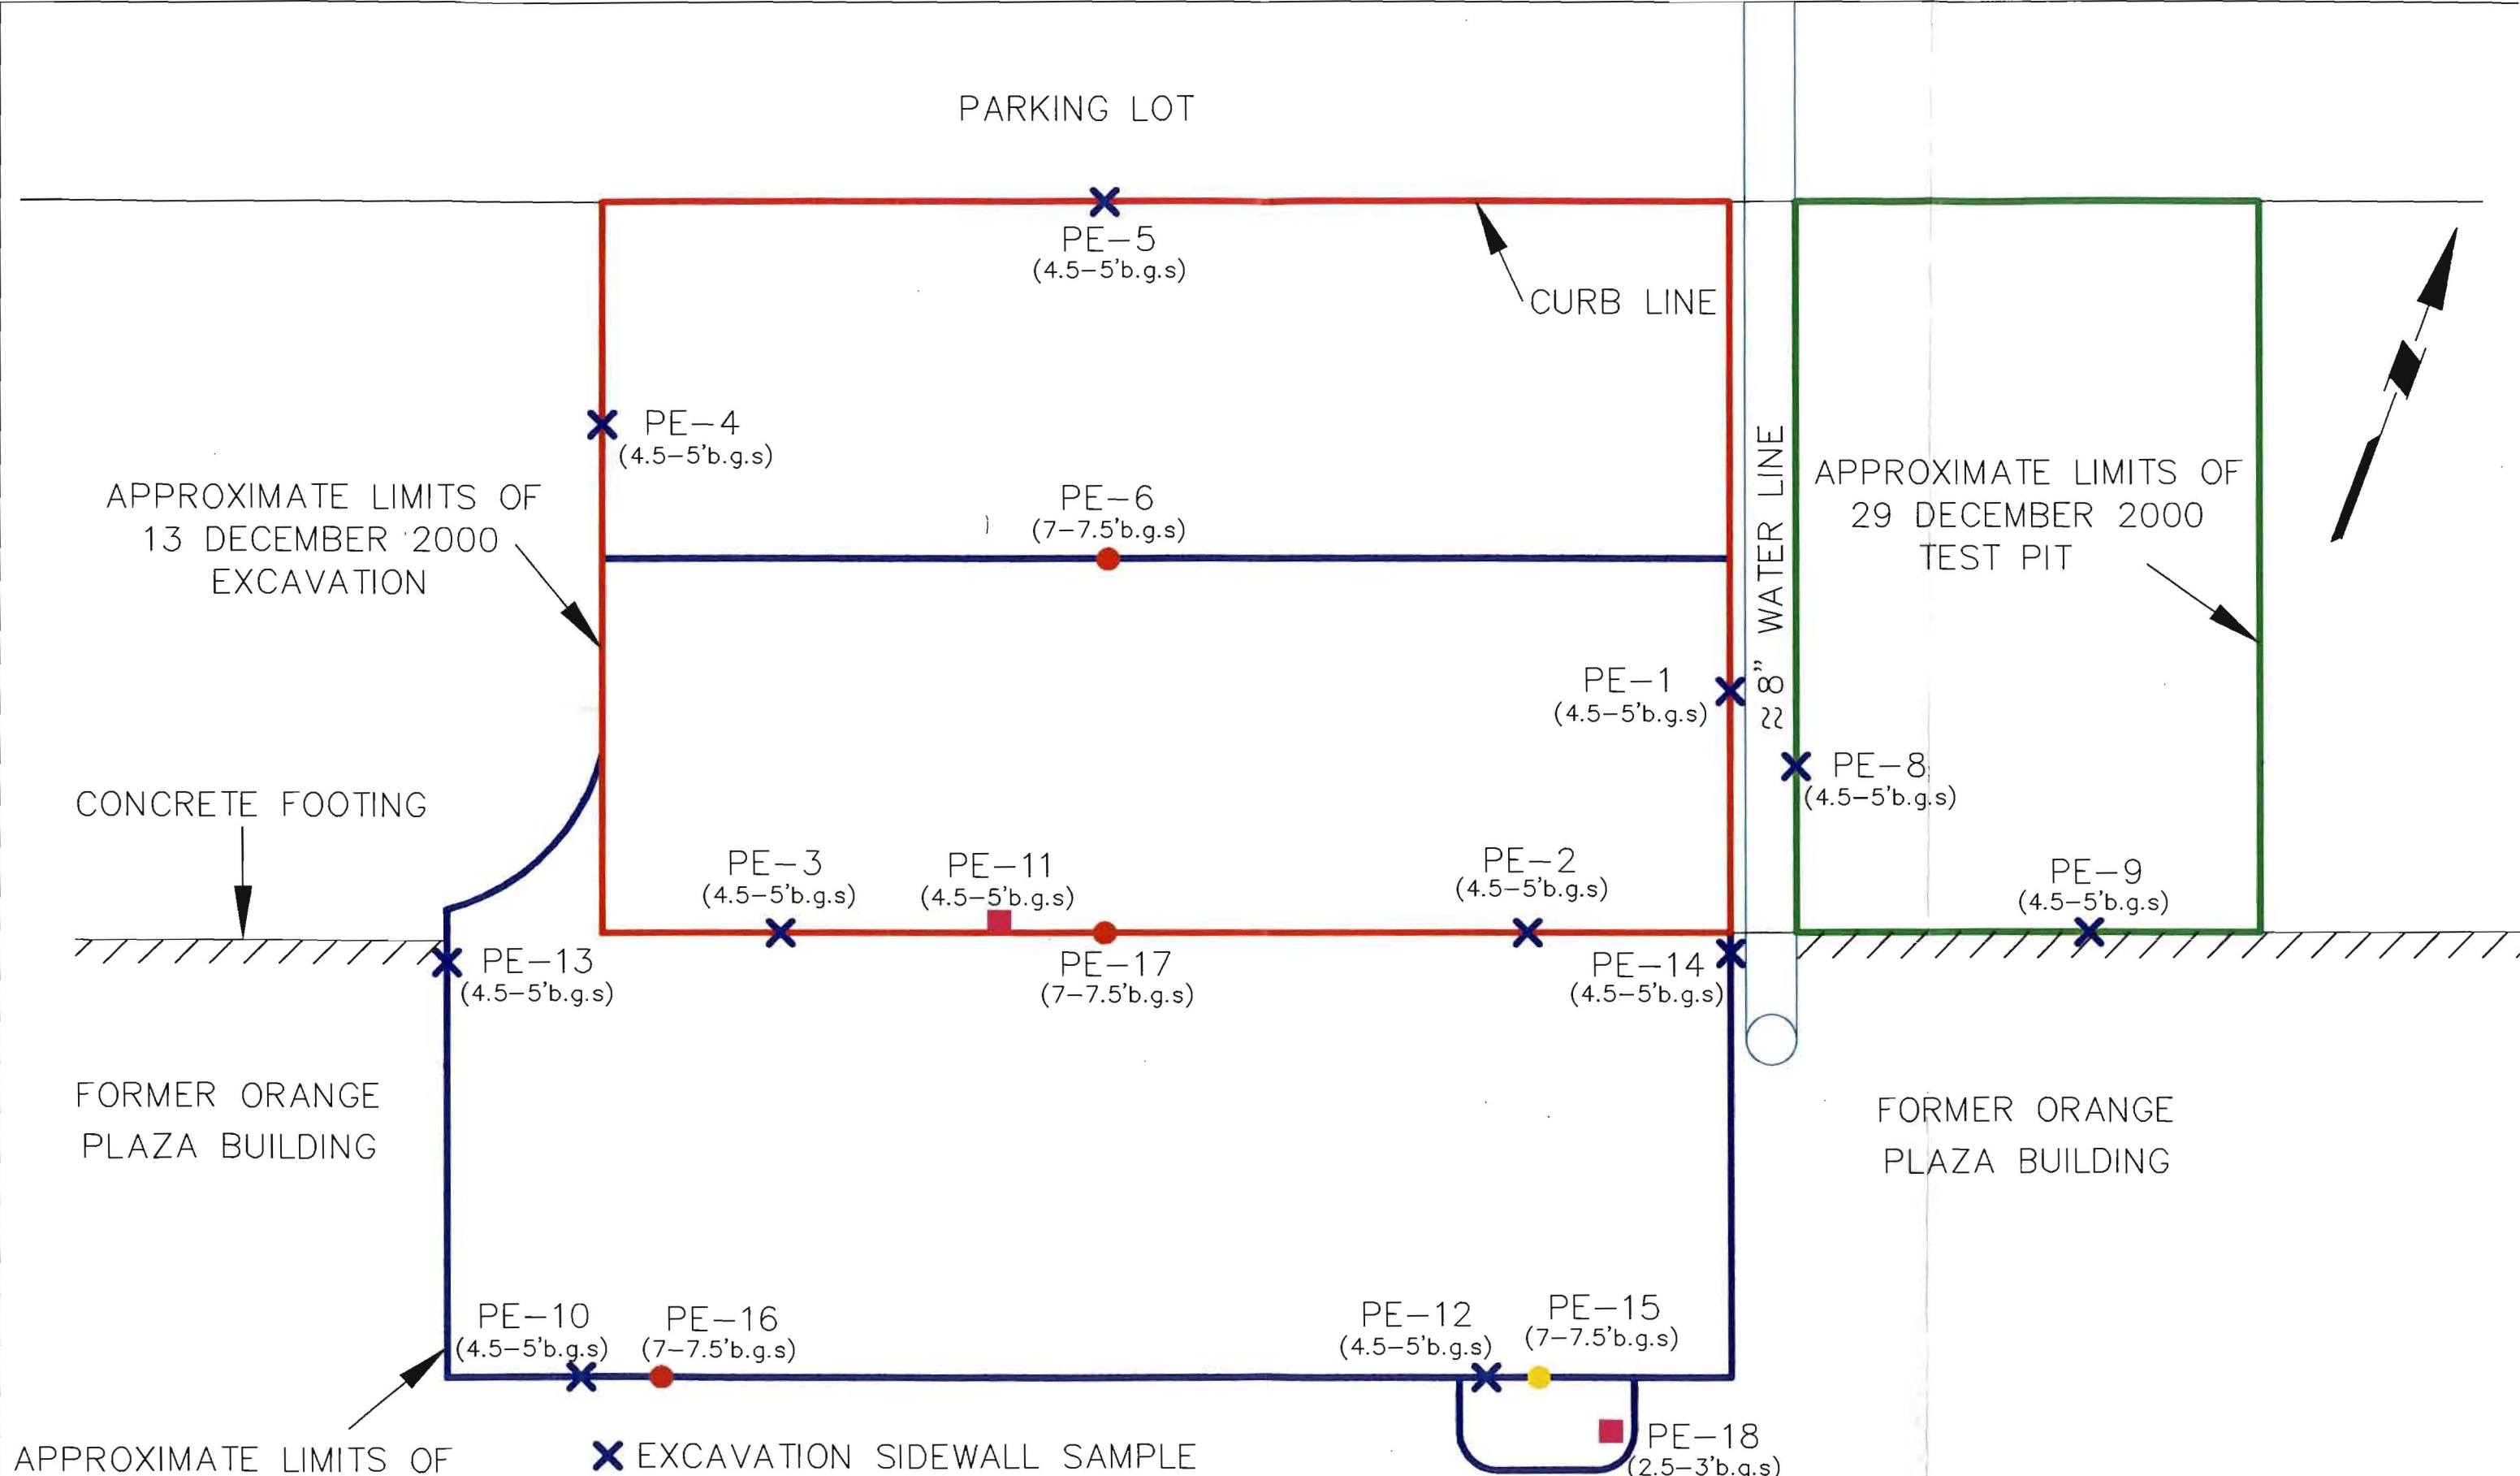 PARKING LOT
PE-5
(4.5-5'b.g.s)
CURB LINE
PE-4
(4.5-5'b.g.s)
APPROXIMATE LIMITS OF
13 DECEMBER 2000
EXCAVATION
PE-6
(7-7.5'b.g.s)
≈8" WATER LINE
APPROXIMATE LIMITS OF
29 DECEMBER 2000
TEST PIT
PE-1
(4.5-5'b.g.s)
PE-8
(4.5-5'b.g.s)
CONCRETE FOOTING
PE-3
(4.5-5'b.g.s)
PE-11
(4.5-5'b.g.s)
PE-2
(4.5-5'b.g.s)
PE-9
(4.5-5'b.g.s)
PE-13
(4.5-5'b.g.s)
PE-17
(7-7.5'b.g.s)
PE-14
(4.5-5'b.g.s)
FORMER ORANGE
PLAZA BUILDING
FORMER ORANGE
PLAZA BUILDING
PE-10
(4.5-5'b.g.s)
PE-16
(7-7.5'b.g.s)
PE-12
(4.5-5'b.g.s)
PE-15
(7-7.5'b.g.s)
APPROXIMATE LIMITS OF
EXCAVATION SIDEWALL SAMPLE
PE-18
(2.5-3'b.g.s)